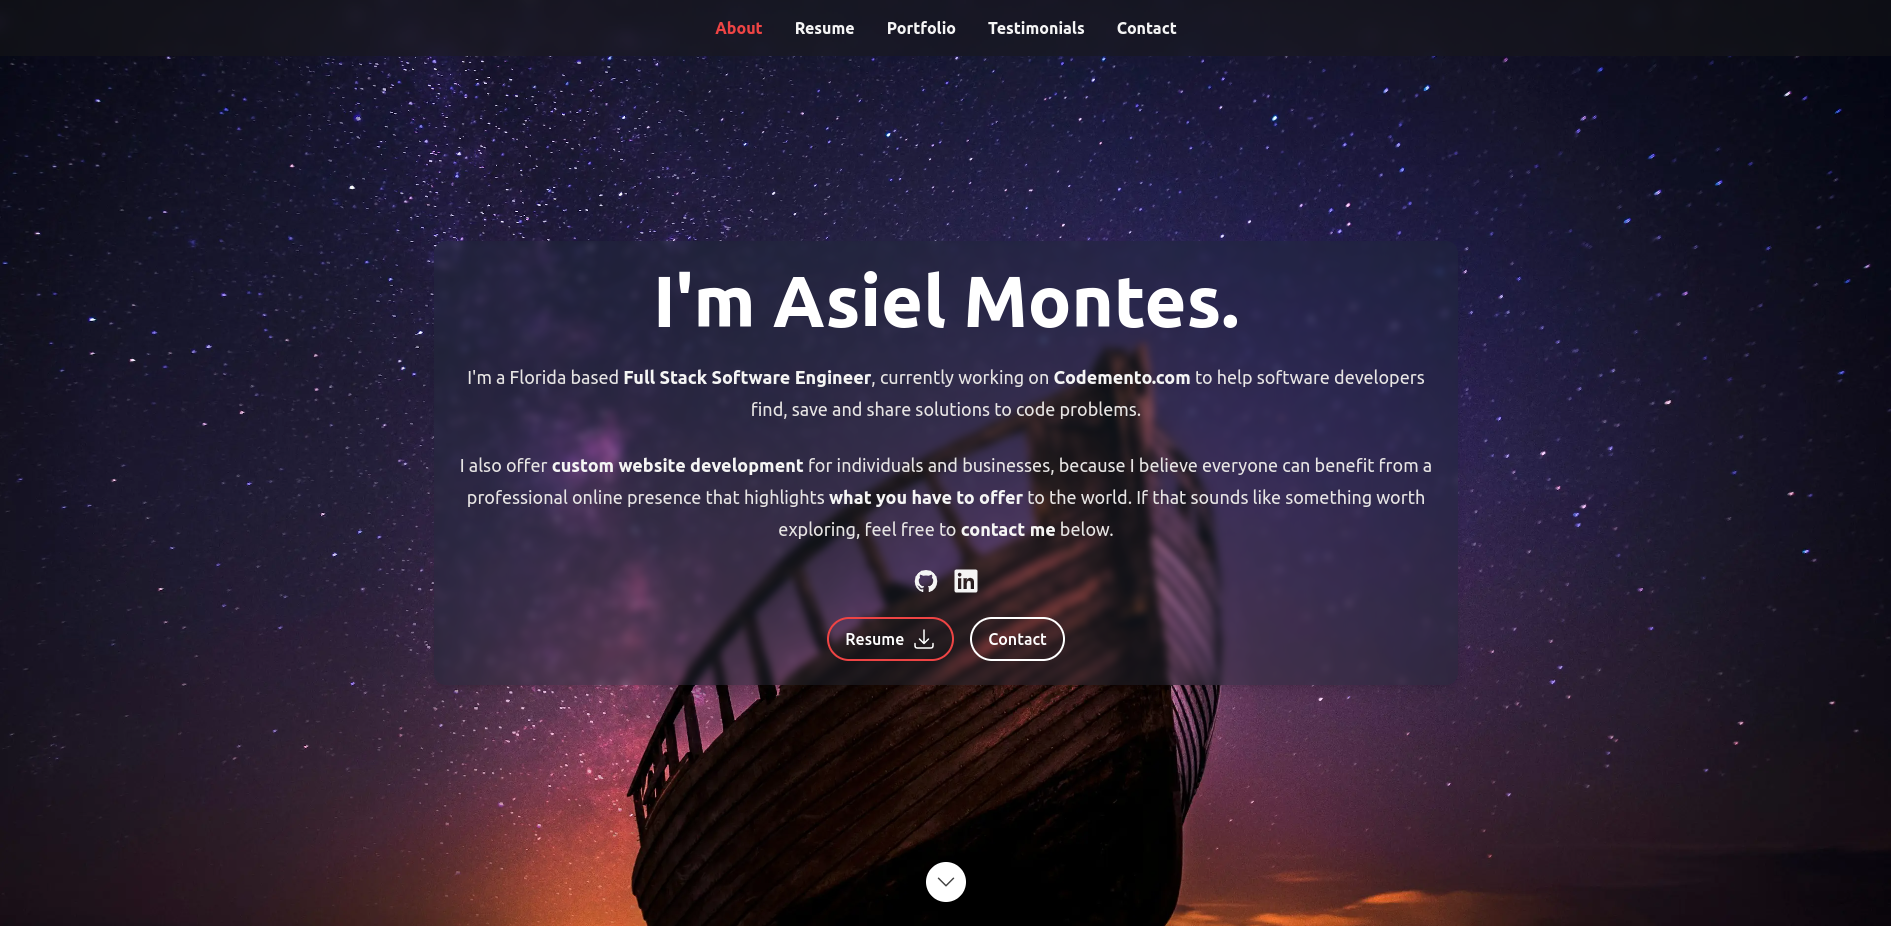 About Resume Portfolio Testimonials Contact
I'm Asiel Montes.
I'm a Florida based Full Stack Software Engineer, currently working on Codemento.com to help software developers
find, save and share solutions to code problems.
I also offer custom website development for individuals and businesses, because I believe everyone can benefit from a
professional online presence that highlights what you have to offer to the world. If that sounds like something worth
exploring, feel free to contact me below.
in
Resume Contact